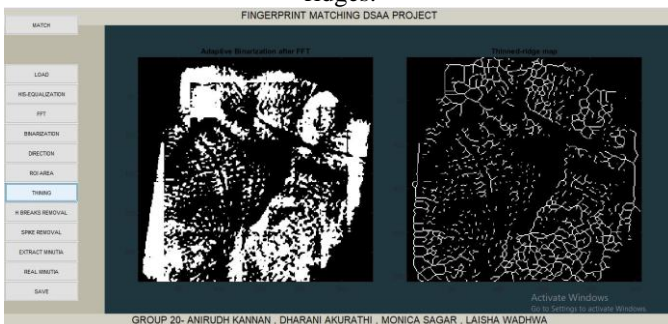 ridges.
FINGERPRINT MATCHING DSAA PROJECT
MATCH
LOAD
HIS-EQUALIZATION
FFT
BINARIZATION
DIRECTION
ROI AREA
THINING
H BREAKS REMOVAL
SPIKE REMOVAL
EXTRACT MINUTIA
REAL MINUTIA
SAVE
Adaptive Binarization after FFT
Thinned-ridge map
Activate Windows
Go to Settings to activate Windows.
GROUP 20- ANIRUDH KANNAN , DHARANI AKURATHI , MONICA SAGAR , LAISHA WADHWA